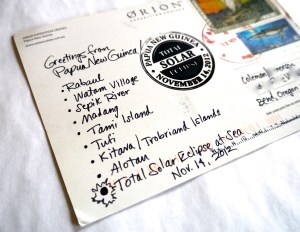 ORION
Greetings from
Papua New Guinea
• Rabaul
• Watam Village
• Sepik River
• Madang
• Tami Island
• Tufi
• Kitava/Trobriand Islands
• Alotau
Total Solar Eclipse at Sea
Nov. 14, 2012
PAPUA NEW GUINEA
TOTAL
SOLAR
ECLIPSE
NOVEMBER 2012
Coleman
Bend, Oregon